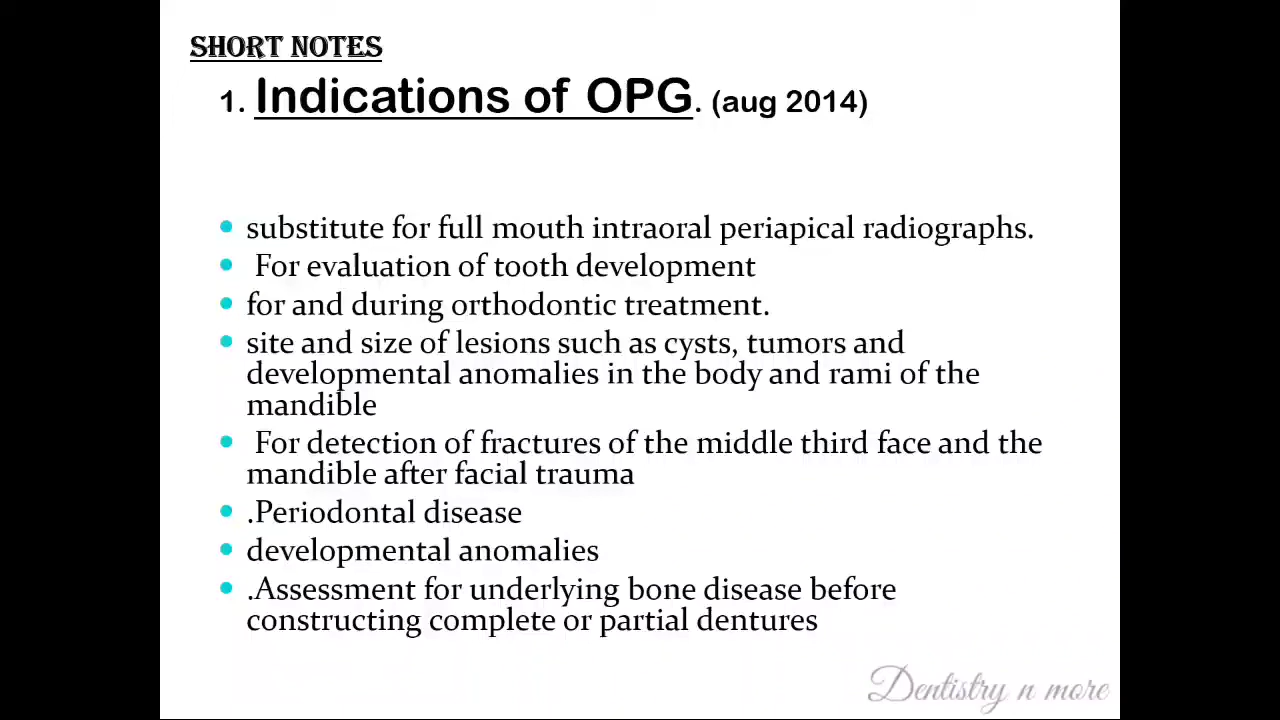 SHORT NOTES
1. Indications of OPG. (aug 2014)
• substitute for full mouth intraoral periapical radiographs.
• For evaluation of tooth development
• for and during orthodontic treatment.
• site and size of lesions such as cysts, tumors and
developmental anomalies in the body and rami of the
mandible
• For detection of fractures of the middle third face and the
mandible after facial trauma
• .Periodontal disease
• developmental anomalies
• .Assessment for underlying bone disease before
constructing complete or partial dentures
Dentistry n more